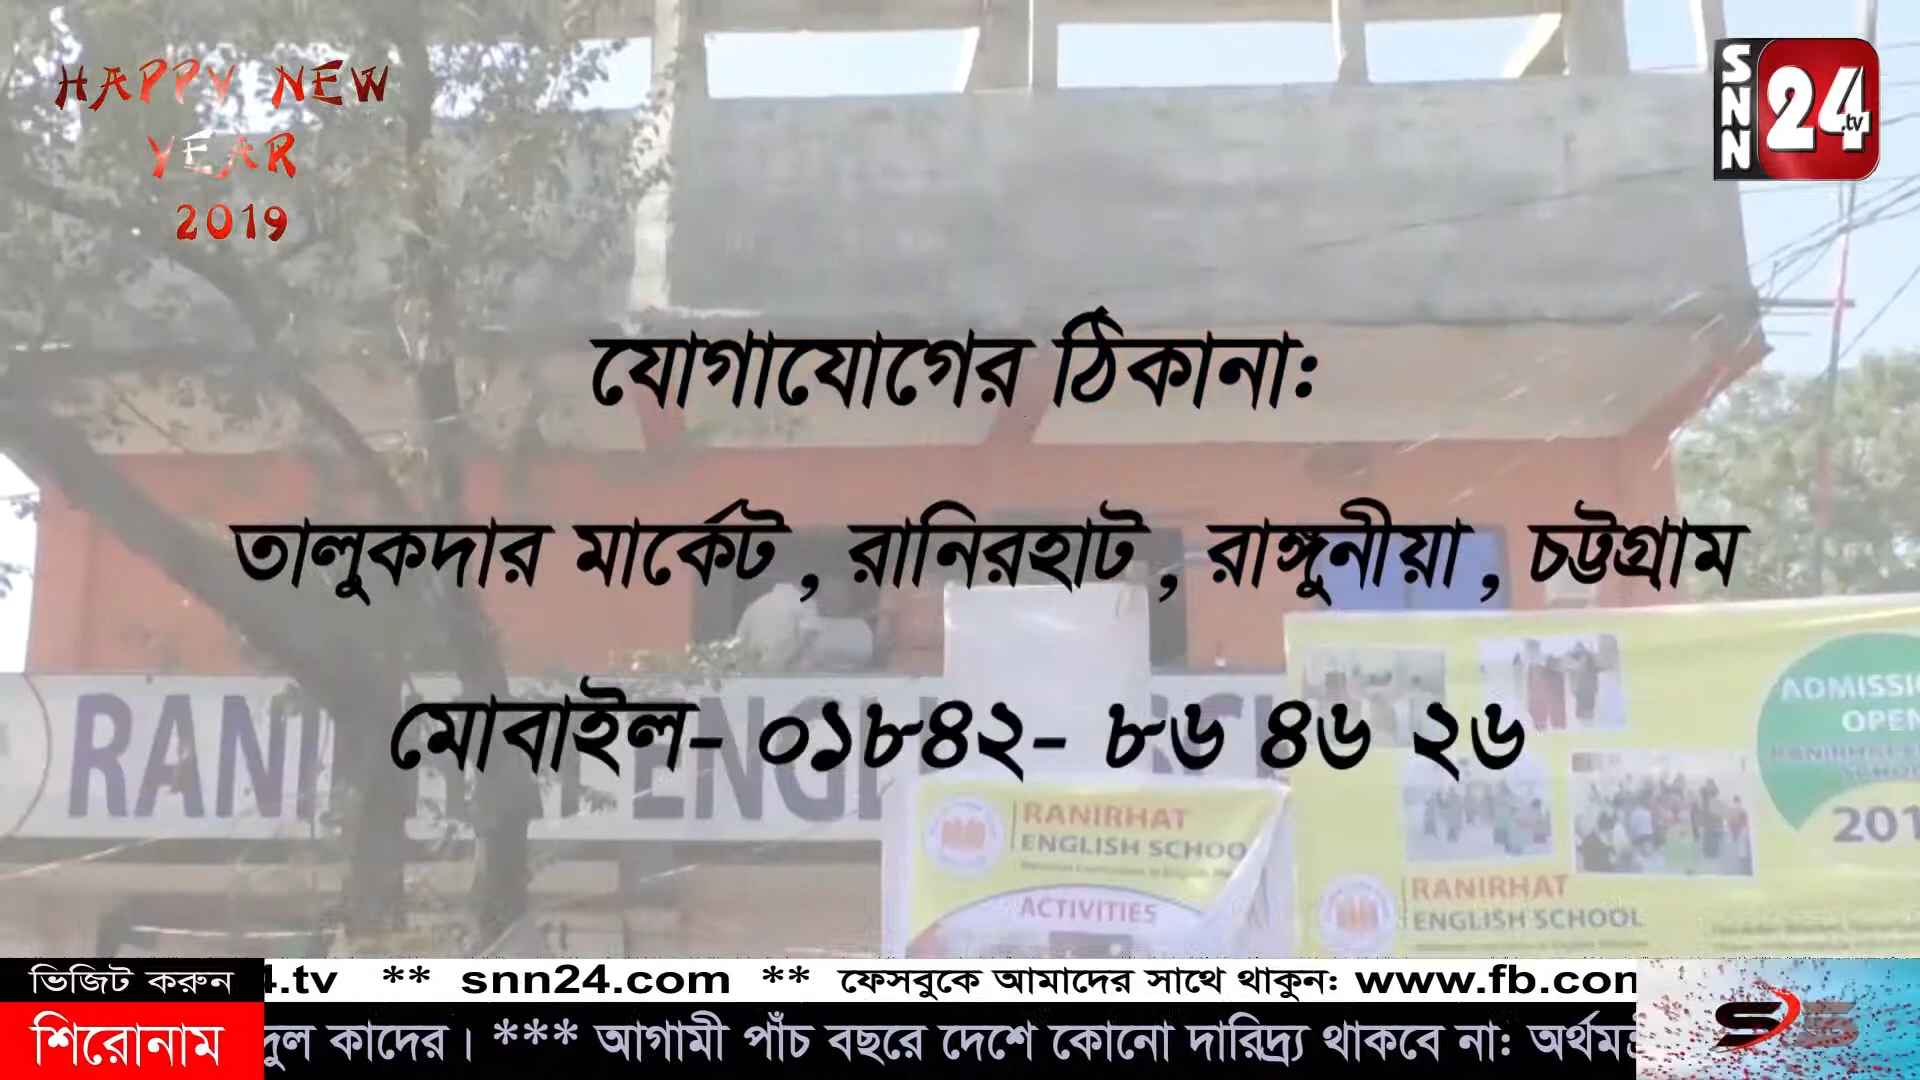 HAPPY NEW
YEAR
2019
SNN
24
.tv
যোগাযোগের ঠিকানাঃ
তালুকদার মার্কেট , রানিরহাট , রাঙ্গুনীয়া , চট্টগ্রাম
মোবাইল- ০১৮৪২- ৮৬ ৪৬ ২৬
ADMISSI
OPEN
201
RANIRHAT
ENGLISH SCHOO
ACTIVITIES
RANIRHAT
ENGLISH SCHOOL
ভিজিট করুন
4.tv ** snn24.com ** ফেসবুকে আমাদের সাথে থাকুনঃ www.fb.con
শিরোনাম
দুল কাদের। *** আগামী পাঁচ বছরে দেশে কোনো দারিদ্র্য থাকবে না: অর্থমন্ত্র